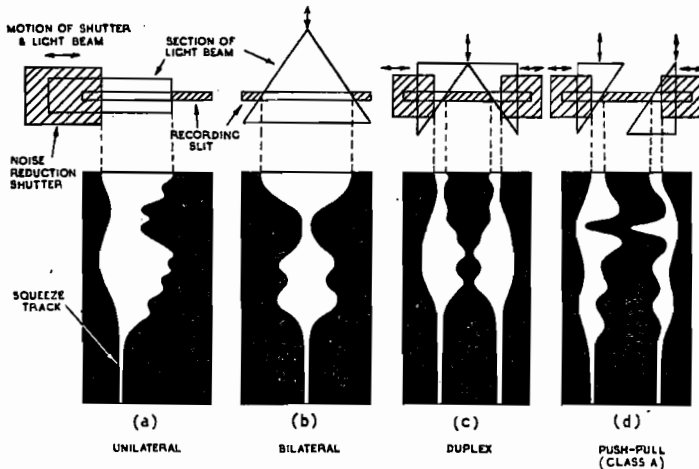 MOTION OF SHUTTER
& LIGHT BEAM
SECTION OF
LIGHT BEAM
RECORDING
SLIT
NOISE
REDUCTION
SHUTTER
SQUEEZE
TRACK
(a)
(b)
(c)
(d)
UNILATERAL
BILATERAL
DUPLEX
PUSH-PULL
(CLASS A)